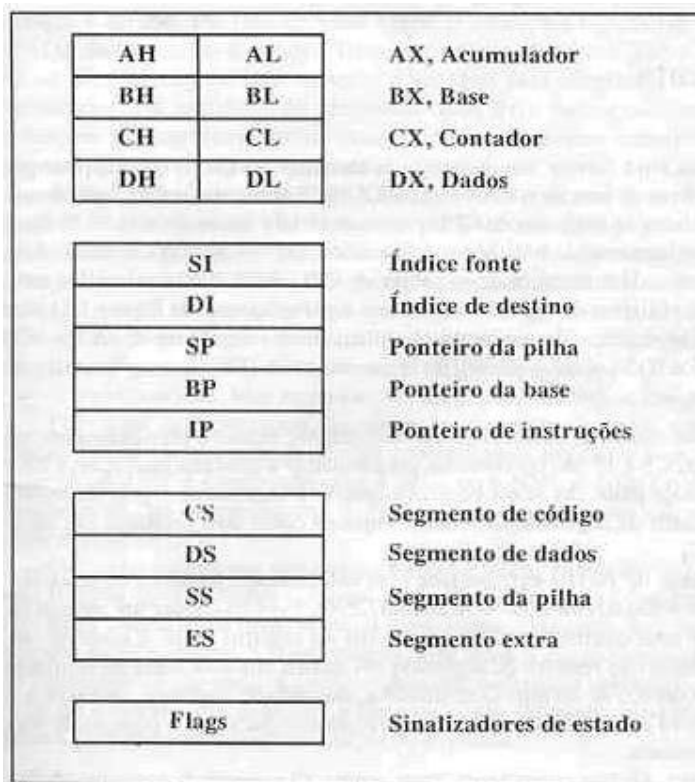 AH AL AX, Acumulador
BH BL BX, Base
CH CL CX, Contador
DH DL DX, Dados
SI Índice fonte
DI Índice de destino
SP Ponteiro da pilha
BP Ponteiro da base
IP Ponteiro de instruções
CS Segmento de código
DS Segmento de dados
SS Segmento da pilha
ES Segmento extra
Flags Sinalizadores de estado